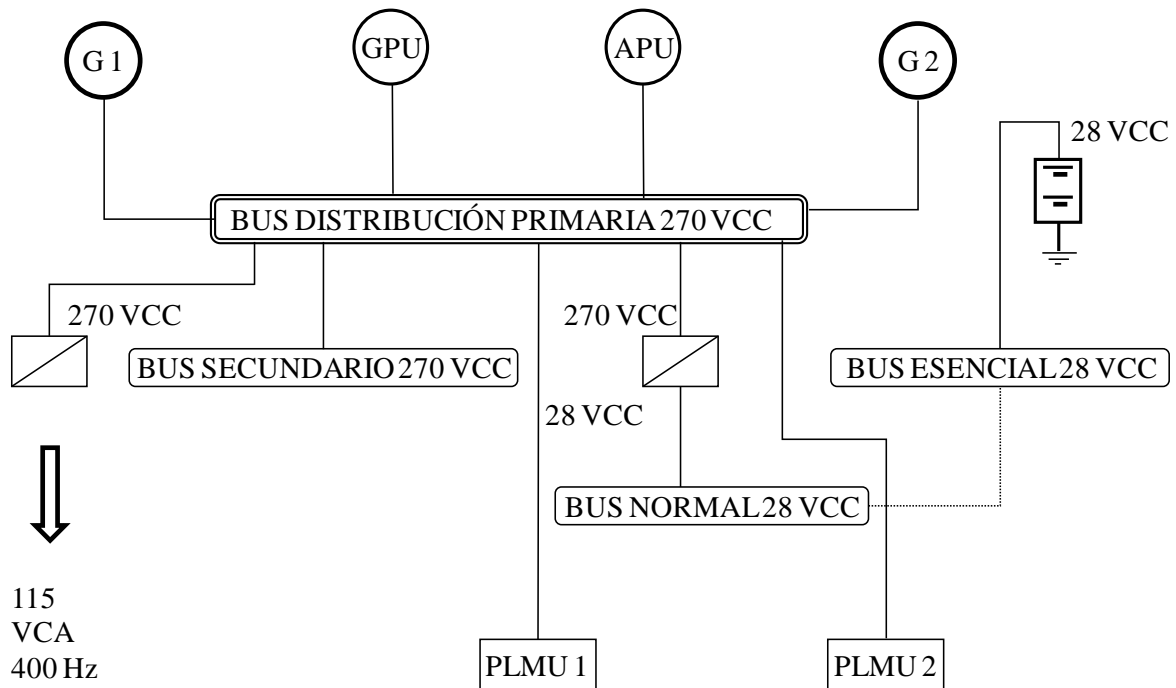 G 1
GPU
APU
G 2
28 VCC
BUS DISTRIBUCIÓN PRIMARIA 270 VCC
270 VCC
270 VCC
BUS SECUNDARIO 270 VCC
BUS ESENCIAL 28 VCC
28 VCC
BUS NORMAL 28 VCC
115
VCA
400 Hz
PLMU 1
PLMU 2